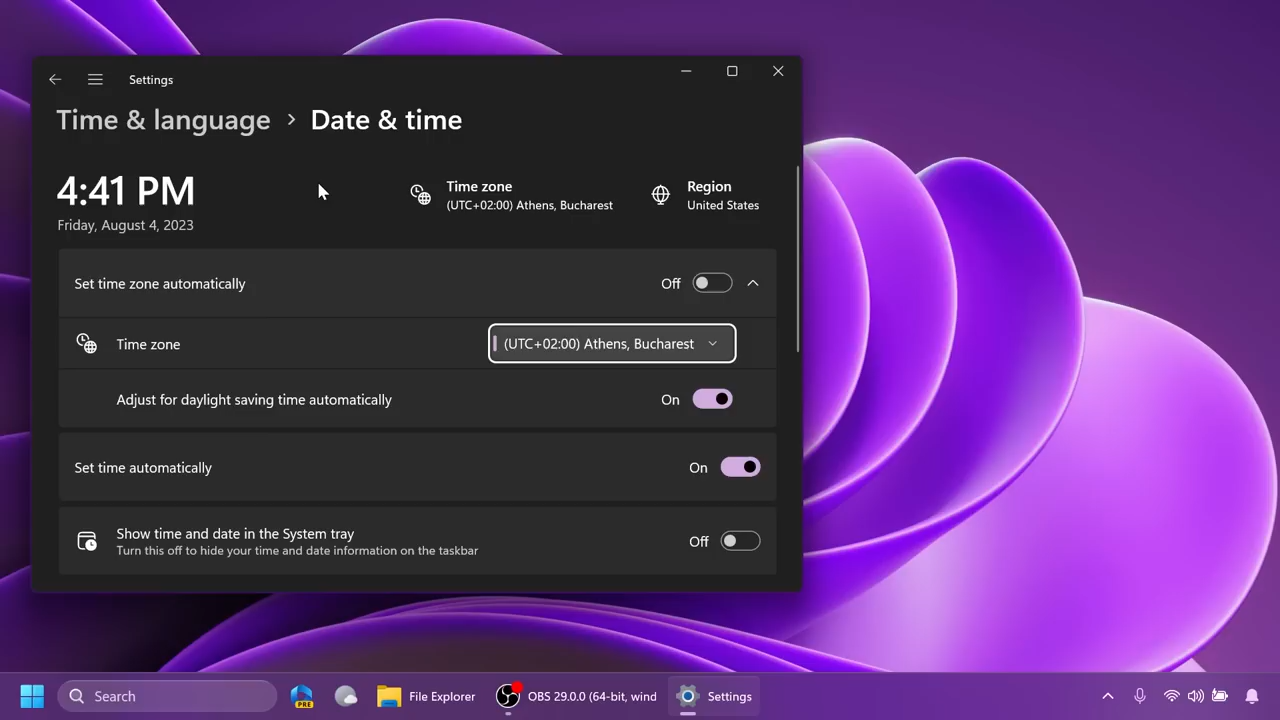 Settings
Time & language > Date & time
4:41 PM
Friday, August 4, 2023
Time zone
(UTC+02:00) Athens, Bucharest
Region
United States
Set time zone automatically
Off
Time zone
(UTC+02:00) Athens, Bucharest
Adjust for daylight saving time automatically
On
Set time automatically
On
Show time and date in the System tray
Turn this off to hide your time and date information on the taskbar
Off
Search
PRE
File Explorer
OBS 29.0.0 (64-bit, wind
Settings